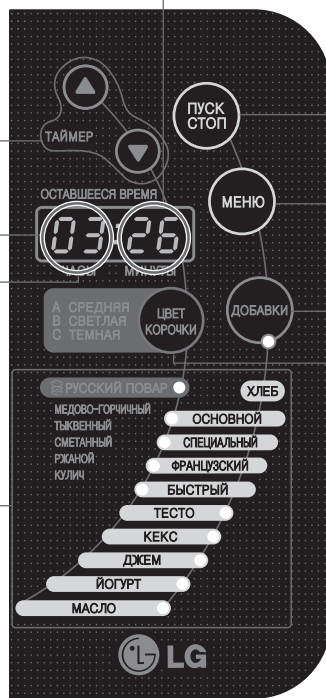 ПУСК
СТОП
ТАЙМЕР
ОСТАВШЕЕСЯ ВРЕМЯ
МЕНЮ
03:26
ЧАСЫ МИНУТЫ
A СРЕДНЯЯ
B СВЕТЛАЯ
C ТЕМНАЯ
ЦВЕТ
КОРОЧКИ
ДОБАВКИ
РУССКИЙ ПОВАР
ХЛЕБ
МЕДОВО-ГОРЧИЧНЫЙ
ТЫКВЕННЫЙ
СМЕТАННЫЙ
РЖАНОЙ
КУЛИЧ
ОСНОВНОЙ
СПЕЦИАЛЬНЫЙ
ФРАНЦУЗСКИЙ
БЫСТРЫЙ
ТЕСТО
КЕКС
ДЖЕМ
ЙОГУРТ
МАСЛО
LG